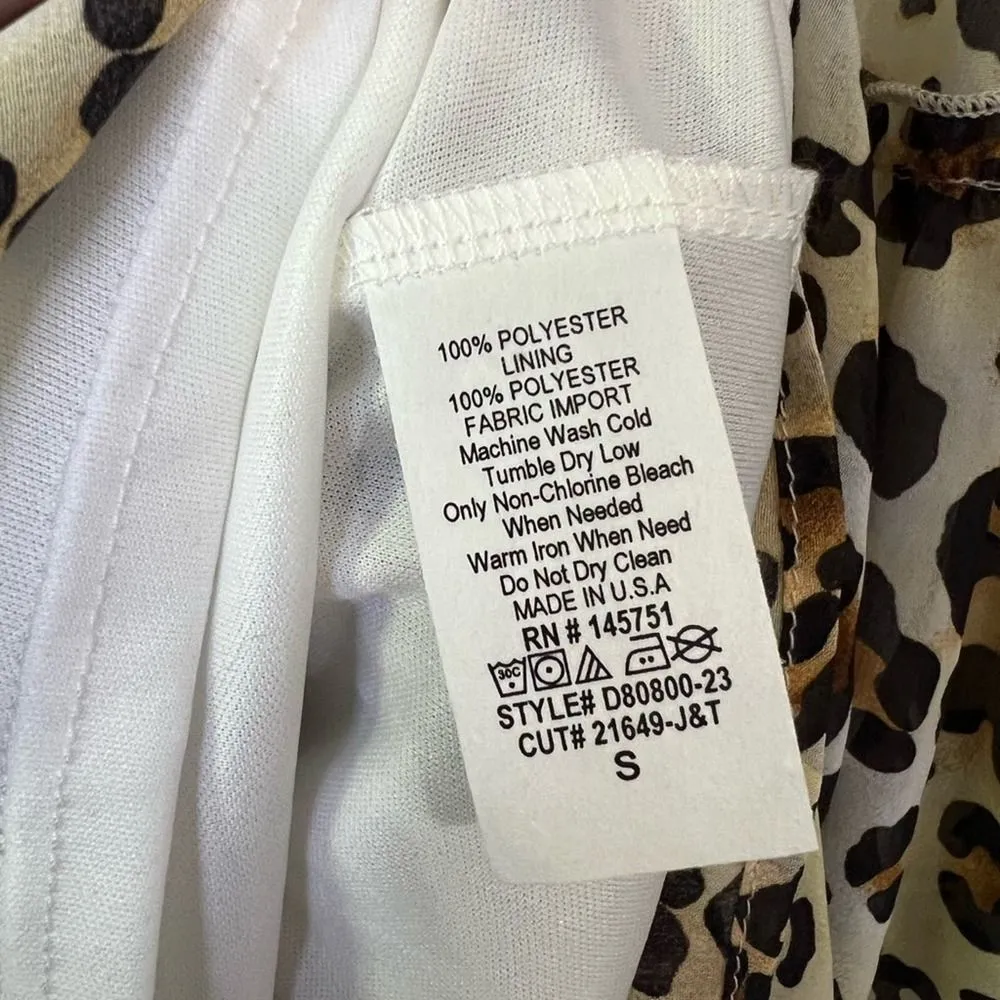 100% POLYESTER
LINING
100% POLYESTER
FABRIC IMPORT
Machine Wash Cold
Tumble Dry Low
Only Non-Chlorine Bleach
When Needed
Warm Iron When Need
Do Not Dry Clean
MADE IN U.S.A
RN # 145751
30C
STYLE# D80800-23
CUT# 21649-J&T
S